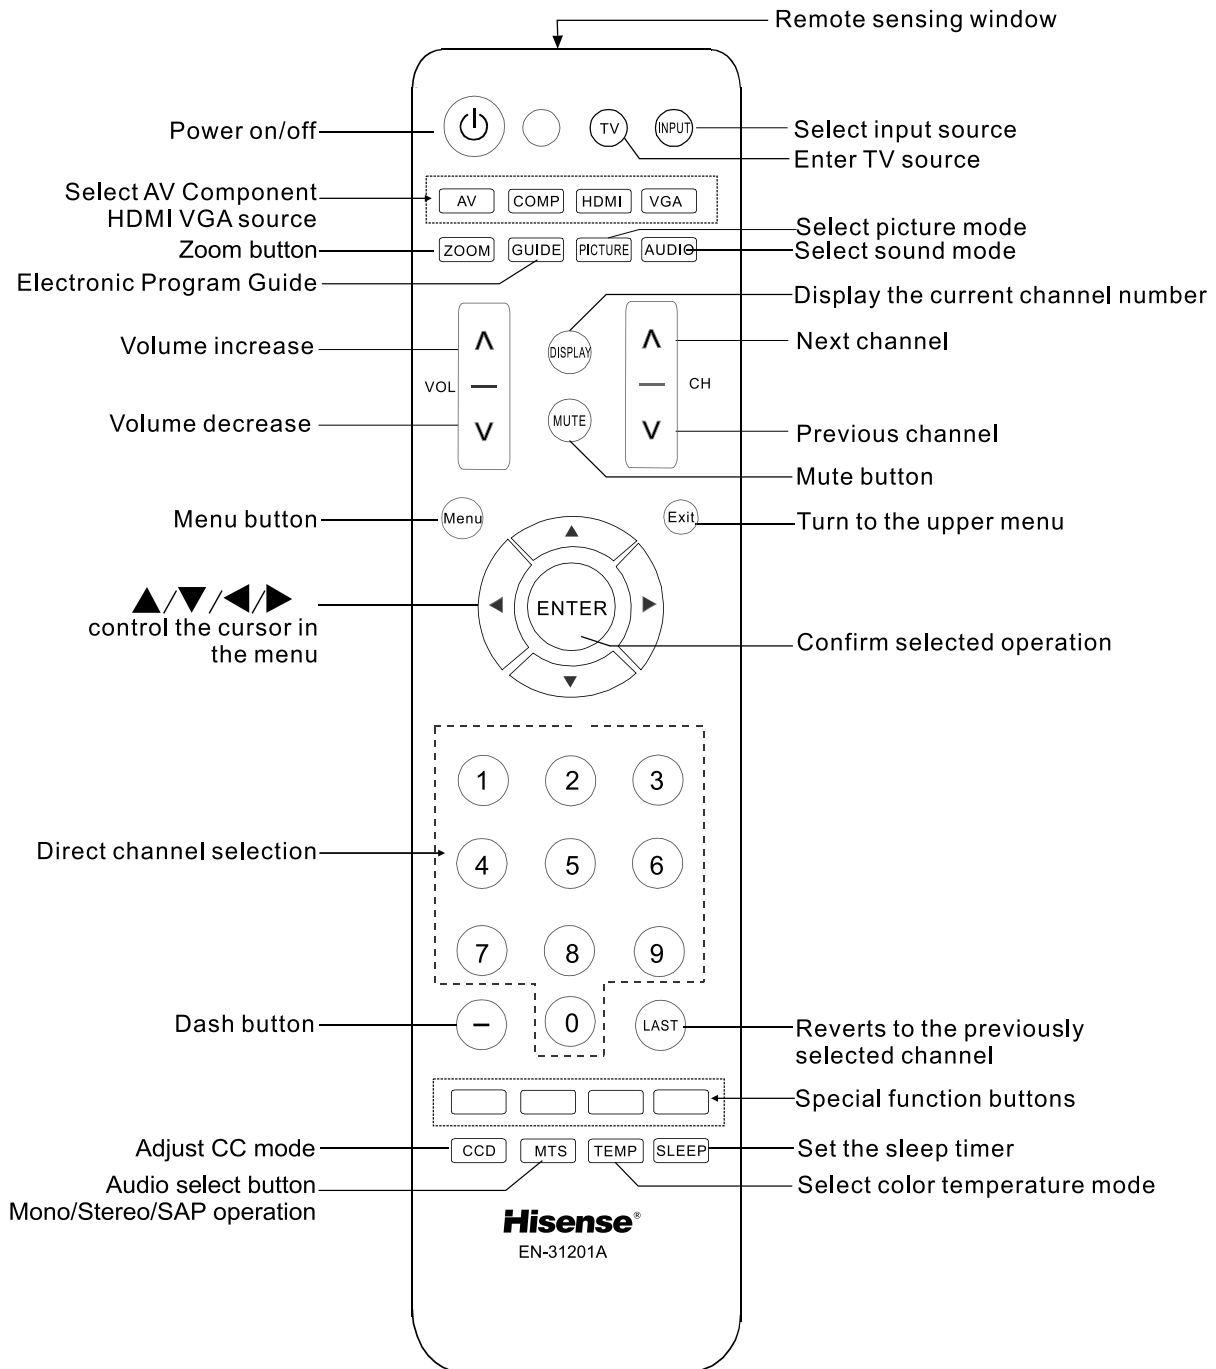 Remote sensing window
Power on/off
TV
INPUT
Select input source
Enter TV source
Select AV Component
HDMI VGA source
AV
COMP
HDMI
VGA
Select picture mode
Zoom button
ZOOM
GUIDE
PICTURE
AUDIO
Select sound mode
Electronic Program Guide
Display the current channel number
Volume increase
DISPLAY
Next channel
VOL
CH
Volume decrease
MUTE
Previous channel
Mute button
Menu button
Menu
Exit
Turn to the upper menu
▲/▼/◀/▶
control the cursor in
the menu
ENTER
Confirm selected operation
1
2
3
Direct channel selection
4
5
6
7
8
9
Dash button
–
0
LAST
Reverts to the previously
selected channel
Special function buttons
Adjust CC mode
CCD
MTS
TEMP
SLEEP
Set the sleep timer
Audio select button
Mono/Stereo/SAP operation
Select color temperature mode
Hisense®
EN-31201A